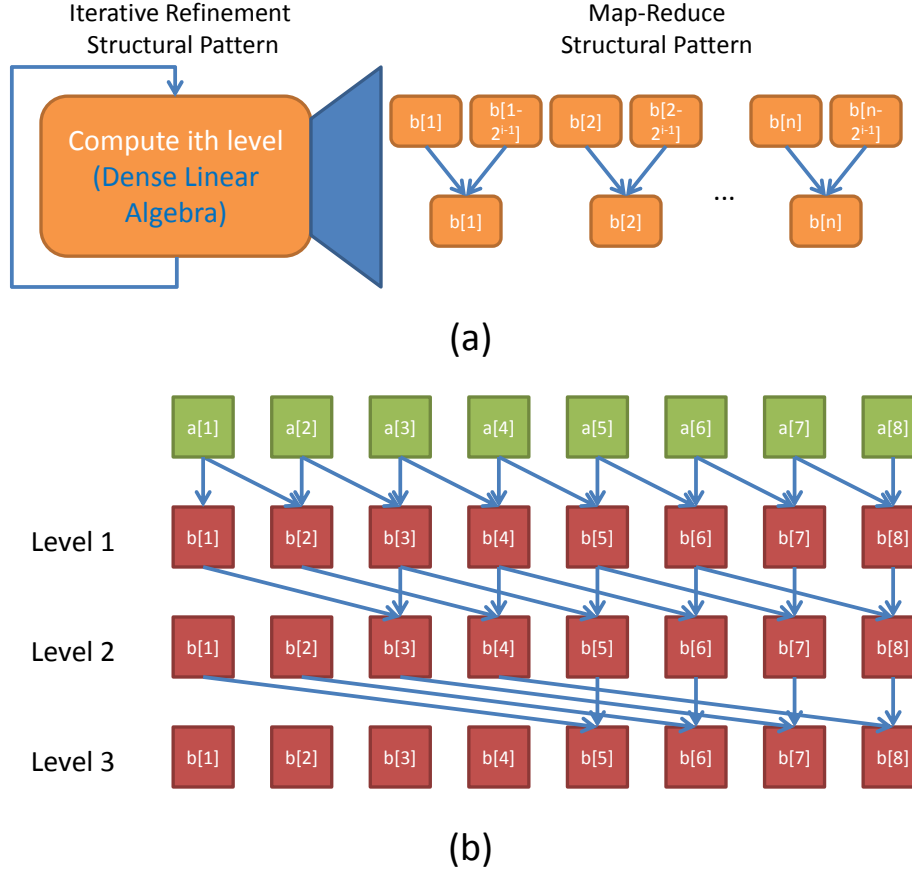 Iterative Refinement
Structural Pattern
Map-Reduce
Structural Pattern
Compute ith level
(Dense Linear
Algebra)
b[1]
b[1-
2^{i-1}]
b[2]
b[2-
2^{i-1}]
b[n]
b[n-
2^{i-1}]
b[1]
b[2]
...
b[n]
(a)
a[1] a[2] a[3] a[4] a[5] a[6] a[7] a[8]
Level 1 b[1] b[2] b[3] b[4] b[5] b[6] b[7] b[8]
Level 2 b[1] b[2] b[3] b[4] b[5] b[6] b[7] b[8]
Level 3 b[1] b[2] b[3] b[4] b[5] b[6] b[7] b[8]
(b)